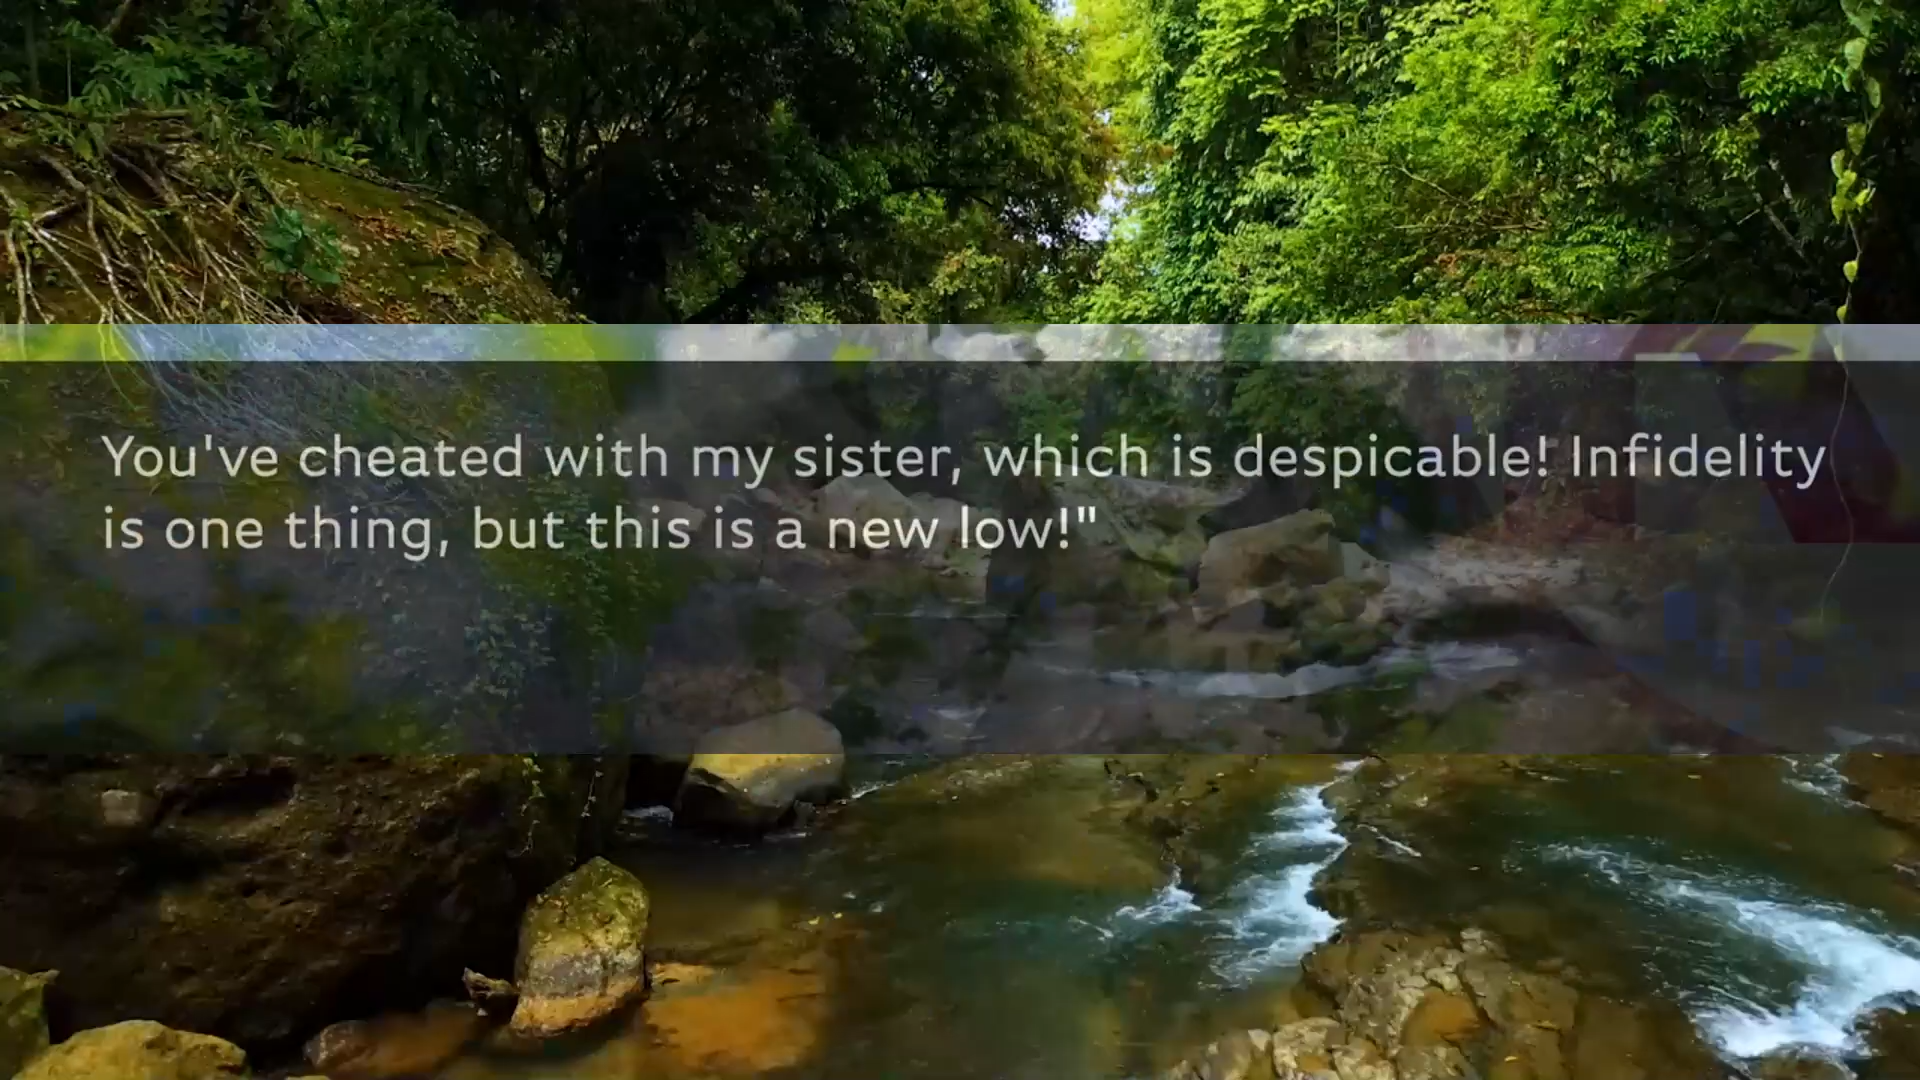 You've cheated with my sister, which is despicable! Infidelity
is one thing, but this is a new low!"